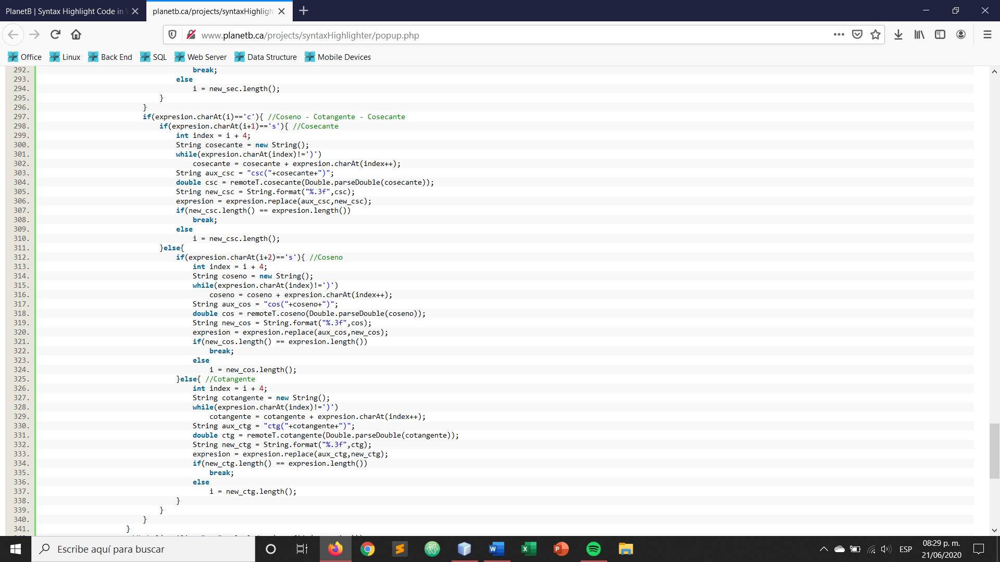 PlanetB | Syntax Highlight Code in
planetb.ca/projects/syntaxHighligh
www.planetb.ca/projects/syntaxHighlighter/popup.php
Office Linux Back End SQL Web Server Data Structure Mobile Devices
292. break;
293. else
294. i = new_sec.length();
295. }
296. }
297. if(expresion.charAt(i)=='c'){ //Coseno - Cotangente - Cosecante
298. if(expresion.charAt(i+1)=='s'){ //Cosecante
299. int index = i + 4;
300. String cosecante = new String();
301. while(expresion.charAt(index)!=')')
302. cosecante = cosecante + expresion.charAt(index++);
303. String aux_csc = "csc("+cosecante+")";
304. double csc = remoteT.cosecante(Double.parseDouble(cosecante));
305. String new_csc = String.format("%.3f",csc);
306. expresion = expresion.replace(aux_csc,new_csc);
307. if(new_csc.length() == expresion.length())
308. break;
309. else
310. i = new_csc.length();
311. }else{
312. if(expresion.charAt(i+2)=='s'){ //Coseno
313. int index = i + 4;
314. String coseno = new String();
315. while(expresion.charAt(index)!=')')
316. coseno = coseno + expresion.charAt(index++);
317. String aux_cos = "cos("+coseno+")";
318. double cos = remoteT.coseno(Double.parseDouble(coseno));
319. String new_cos = String.format("%.3f",cos);
320. expresion = expresion.replace(aux_cos,new_cos);
321. if(new_cos.length() == expresion.length())
322. break;
323. else
324. i = new_cos.length();
325. }else{ //Cotangente
326. int index = i + 4;
327. String cotangente = new String();
328. while(expresion.charAt(index)!=')')
329. cotangente = cotangente + expresion.charAt(index++);
330. String aux_ctg = "ctg("+cotangente+")";
331. double ctg = remoteT.cotangente(Double.parseDouble(cotangente));
332. String new_ctg = String.format("%.3f",ctg);
333. expresion = expresion.replace(aux_ctg,new_ctg);
334. if(new_ctg.length() == expresion.length())
335. break;
336. else
337. i = new_ctg.length();
338. }
339. }
340. }
341. }
Escribe aquí para buscar
ESP
08:29 p. m.
21/06/2020